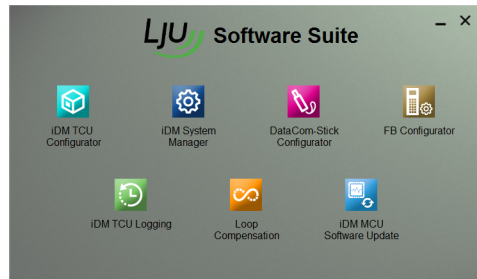 LJU Software Suite
iDM TCU
Configurator
iDM System
Manager
DataCom-Stick
Configurator
FB Configurator
iDM TCU Logging
Loop
Compensation
iDM MCU
Software Update